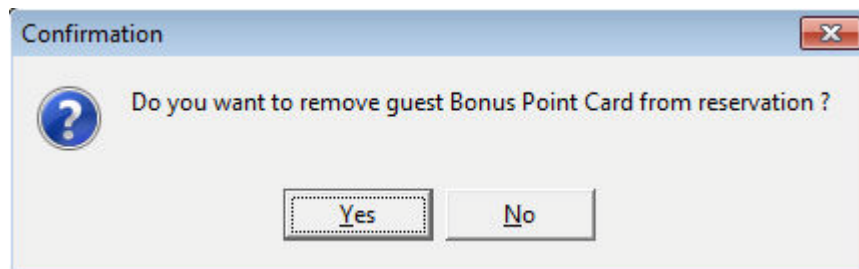 Confirmation
Do you want to remove guest Bonus Point Card from reservation ?
Yes
No